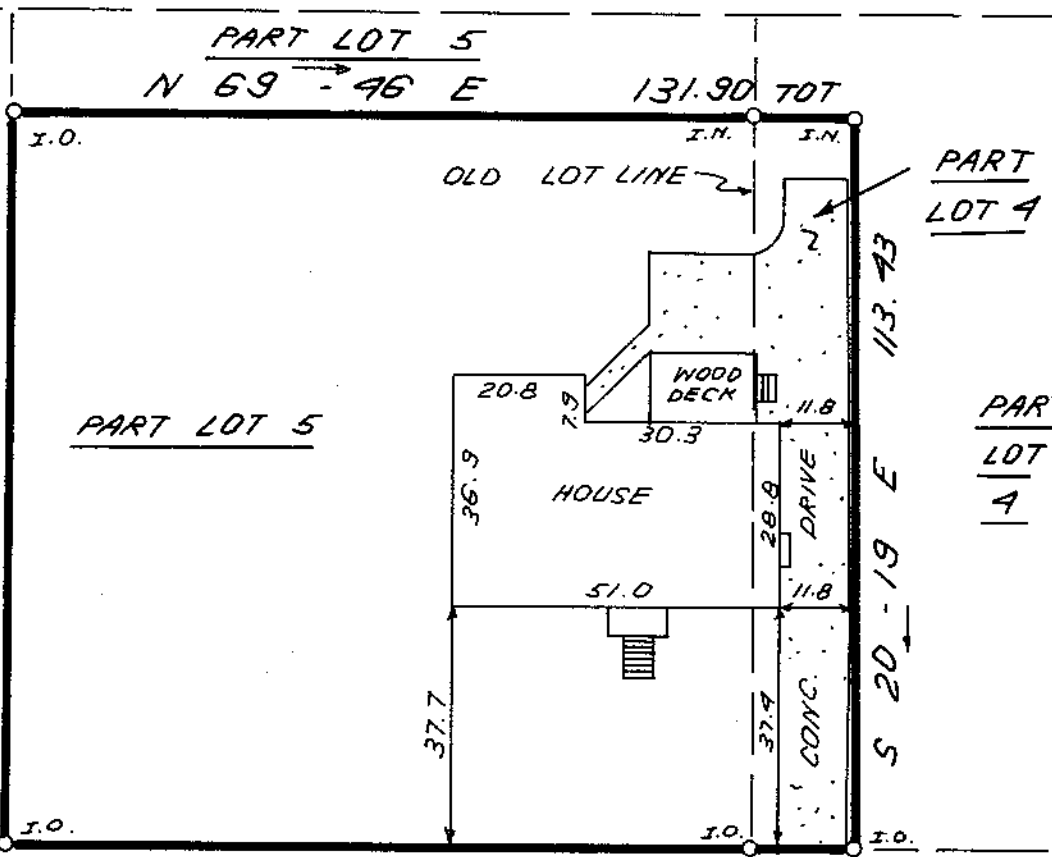 PART LOT 5
N 69 - 46 E
131.90 TOT
I.O.
I.N.
I.N.
OLD LOT LINE
PART
LOT 4
113.43
20.8
7.9
WOOD
DECK
30.3
11.8
PART LOT 5
PART
LOT
4
36.9
HOUSE
28.8
DRIVE
S 20 - 19 E
51.0
11.8
37.7
37.4
CONC.
I.O.
I.O.
I.O.